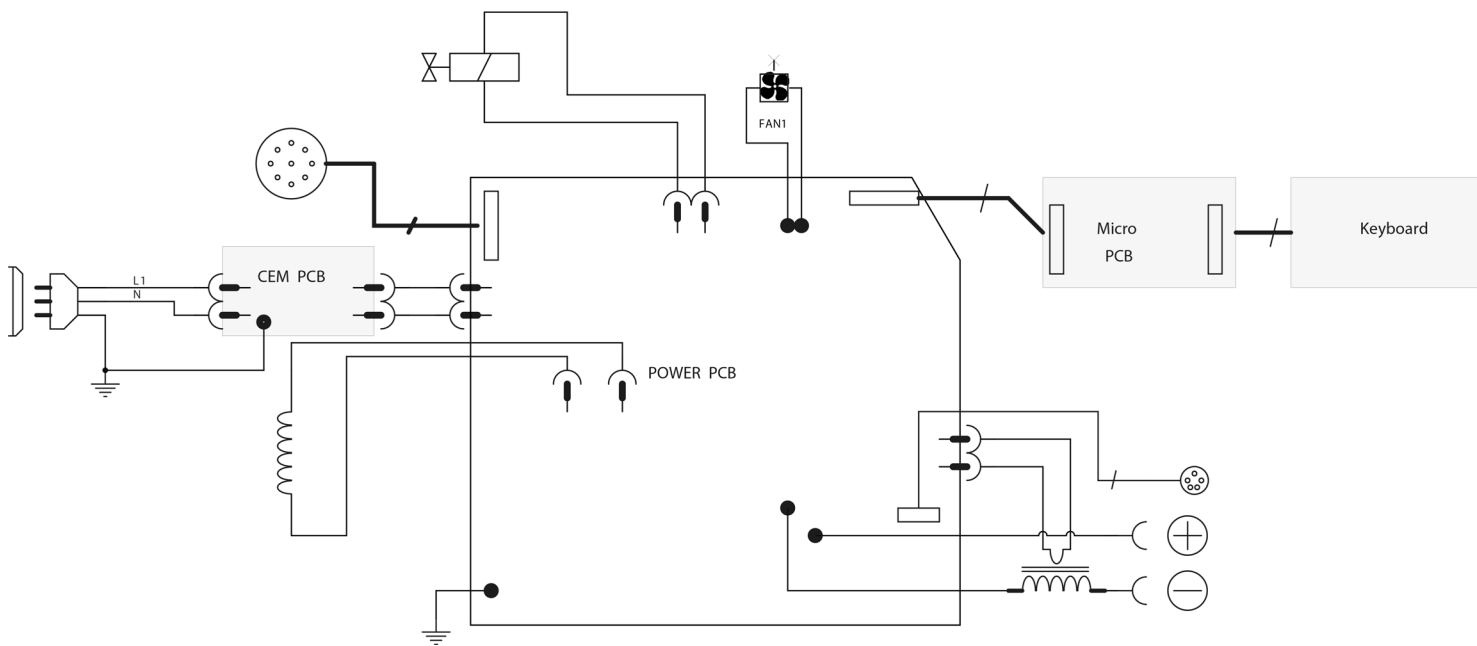 FAN1
Micro
PCB
Keyboard
CEM PCB
L1
N
POWER PCB